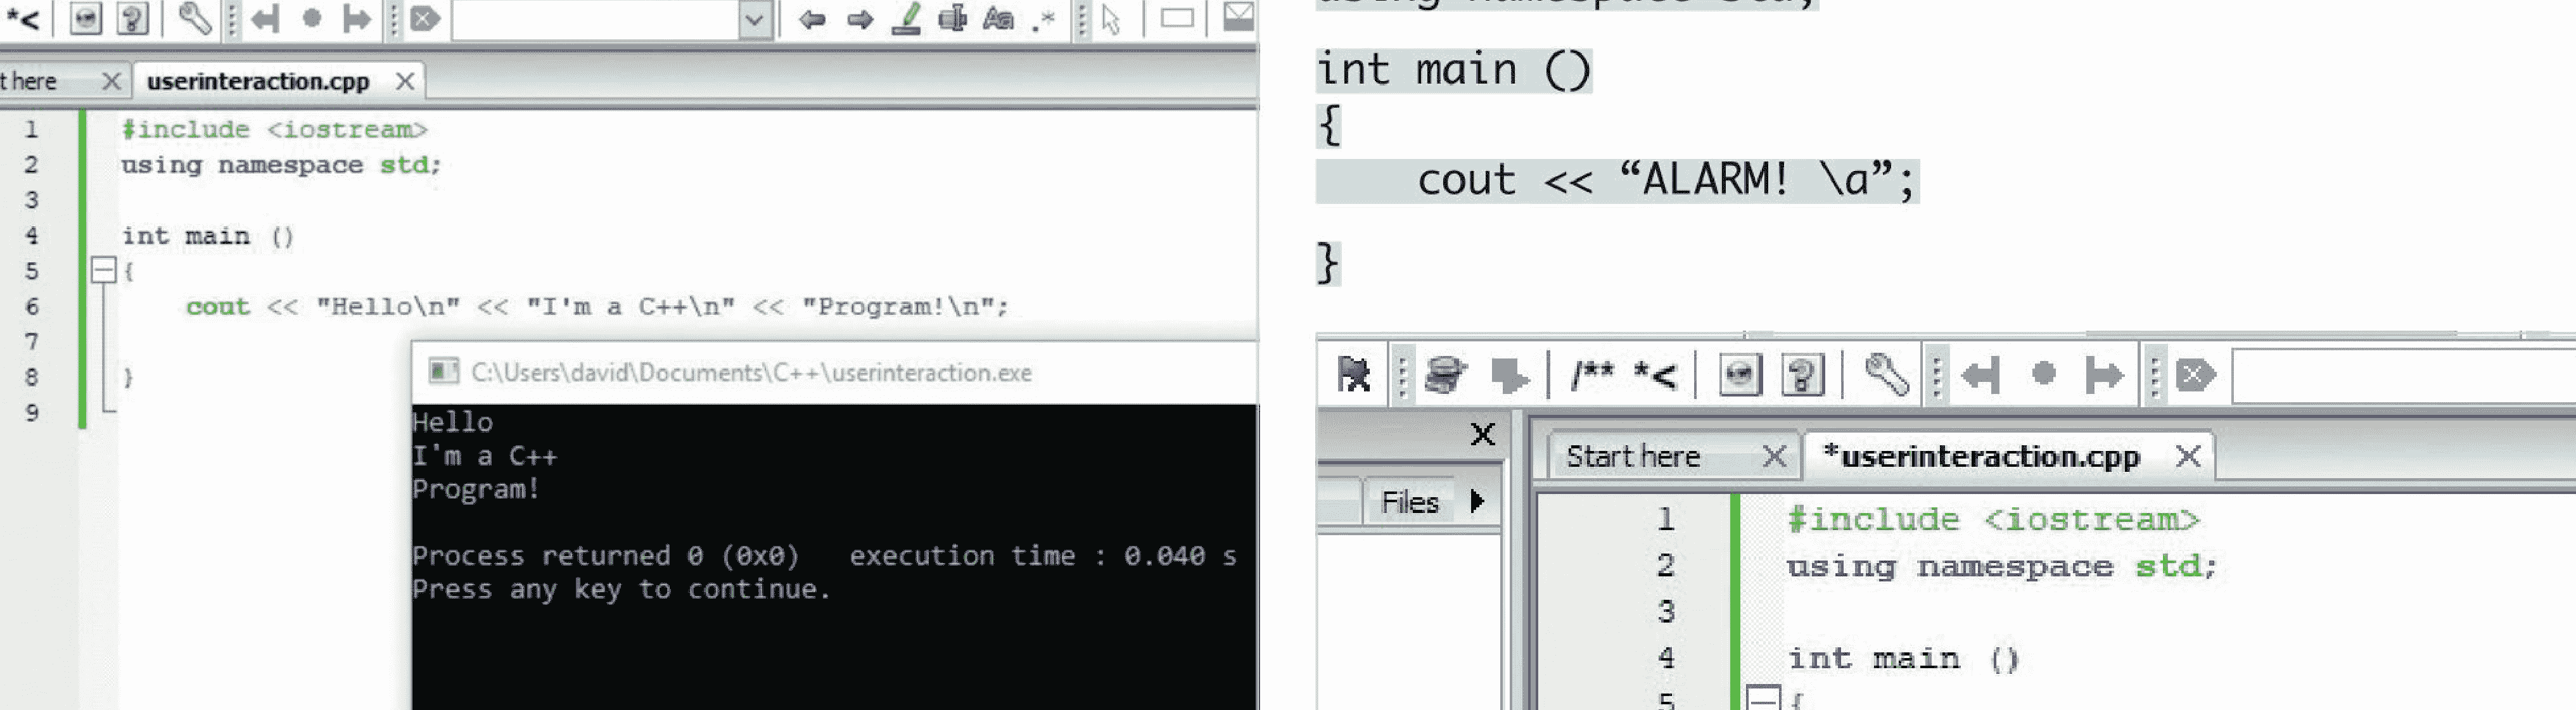 t here
userinteraction.cpp
1 #include <iostream>
2 using namespace std;
3
4 int main ()
5 {
6 cout << "Hello\n" << "I'm a C++\n" << "Program!\n";
7
8 }
9
C:\Users\david\Documents\C++\userinteraction.exe
Hello
I'm a C++
Program!
Process returned 0 (0x0) execution time : 0.040 s
Press any key to continue.
using namespace std;
int main ()
{
cout << “ALARM! \a”;
}
/** *<
Files
Start here
*userinteraction.cpp
1 #include <iostream>
2 using namespace std;
3
4 int main ()
5 {